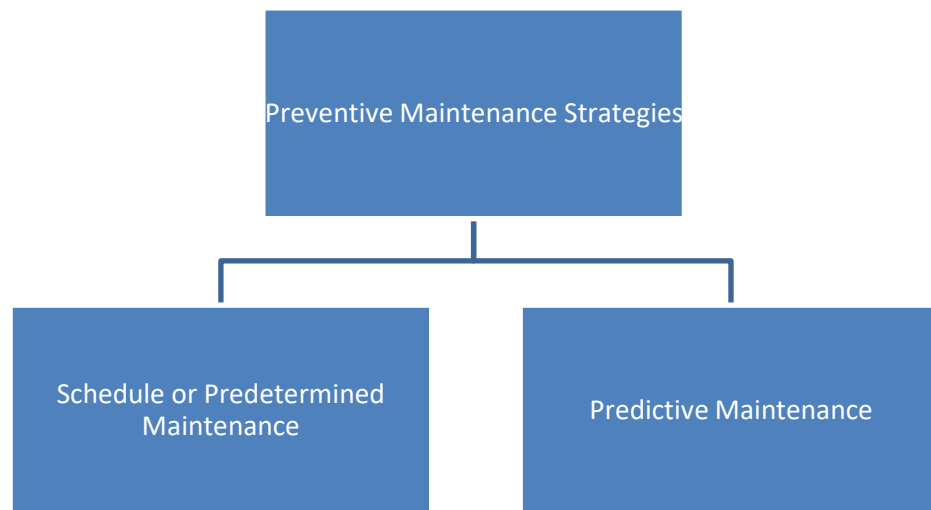 Preventive Maintenance Strategies
Schedule or Predetermined
Maintenance
Predictive Maintenance